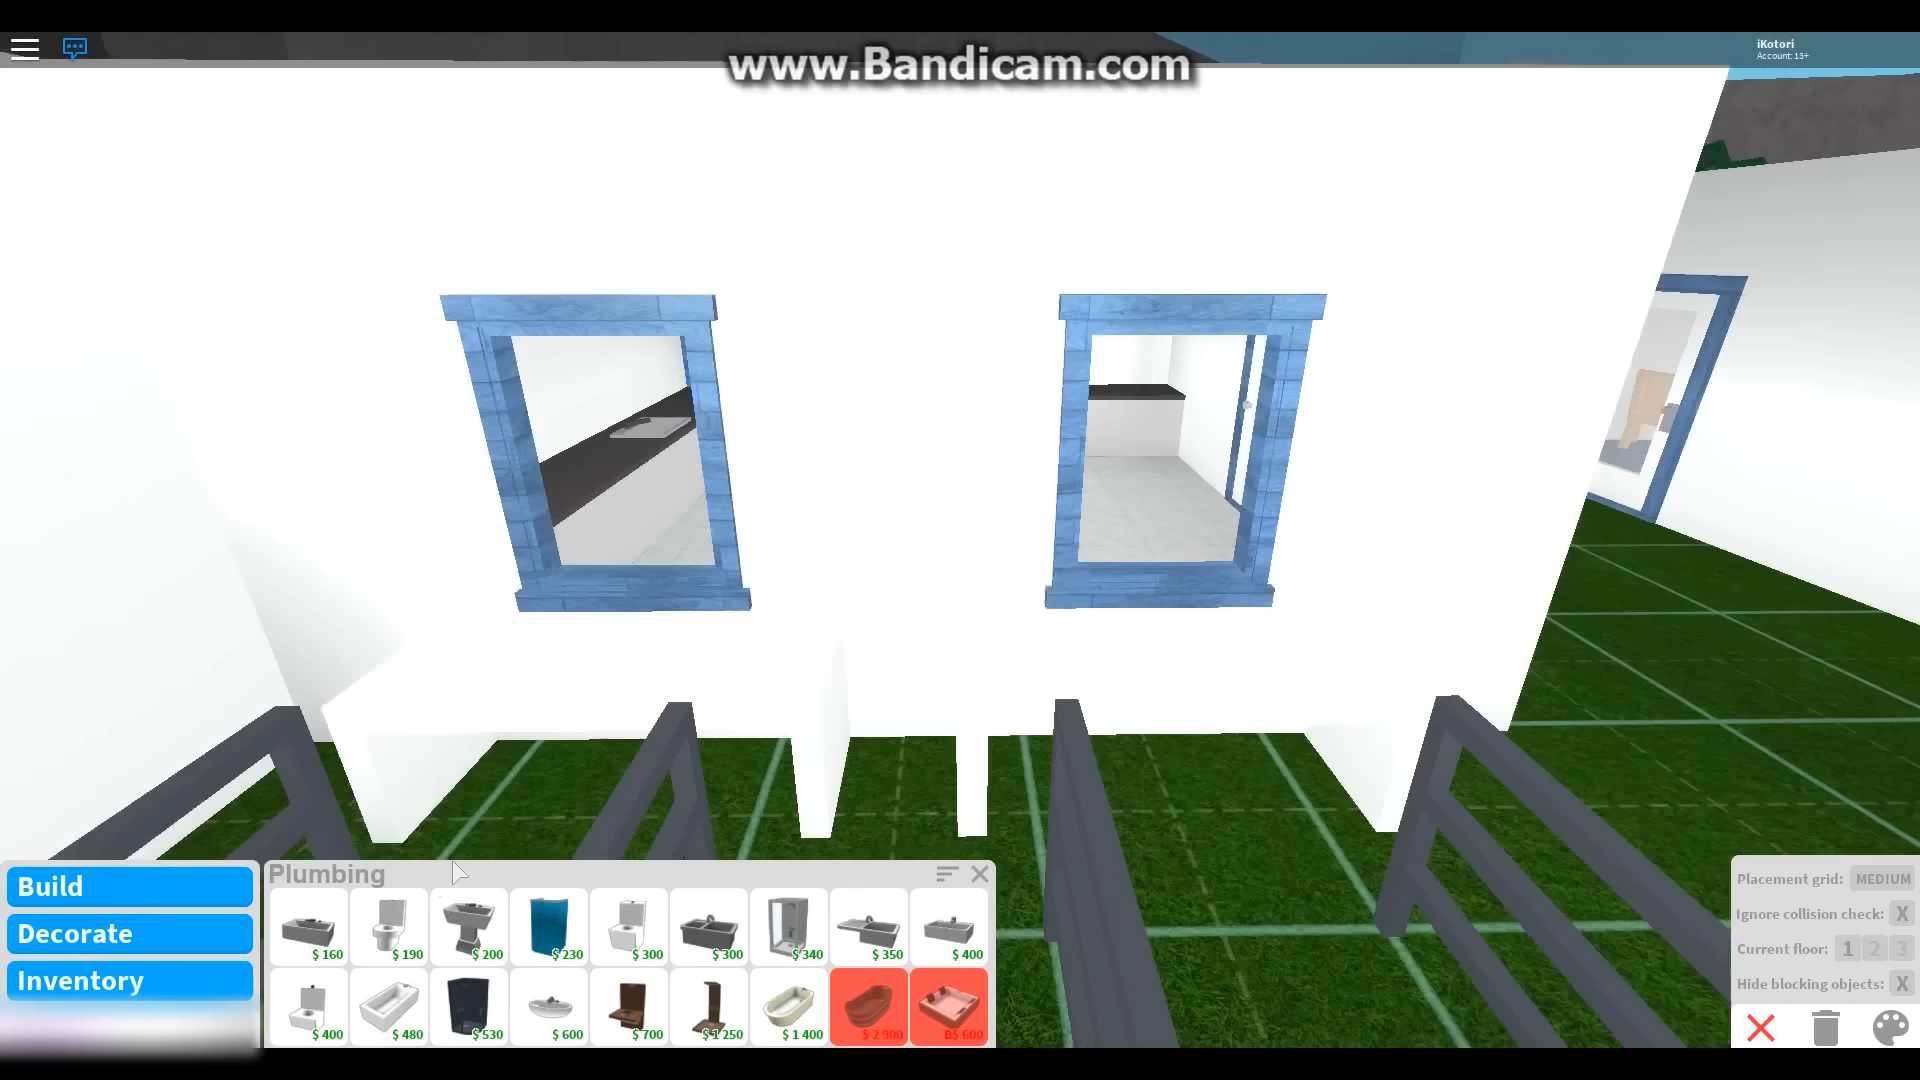 www.Bandicam.com
iKotori
Account: 13+
Build
Decorate
Inventory
Plumbing
$ 160
$ 190
$ 200
$ 230
$ 300
$ 300
$ 340
$ 350
$ 400
$ 400
$ 480
$ 530
$ 600
$ 700
$ 1 250
$ 1 400
$ 2 900
B$ 600
Placement grid: MEDIUM
Ignore collision check: X
Current floor: 1 2 3
Hide blocking objects: X